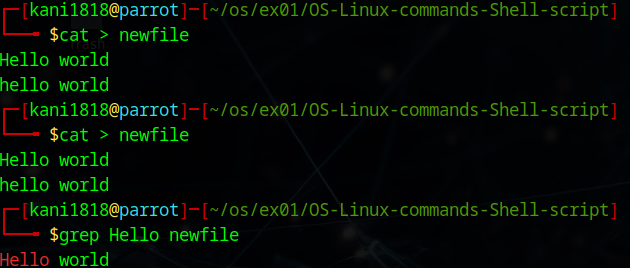 ┌─[kani1818@parrot]─[~/os/ex01/OS-Linux-commands-Shell-script]
└──╼ $cat > newfile
Hello world
hello world
┌─[kani1818@parrot]─[~/os/ex01/OS-Linux-commands-Shell-script]
└──╼ $cat > newfile
Hello world
hello world
┌─[kani1818@parrot]─[~/os/ex01/OS-Linux-commands-Shell-script]
└──╼ $grep Hello newfile
Hello world